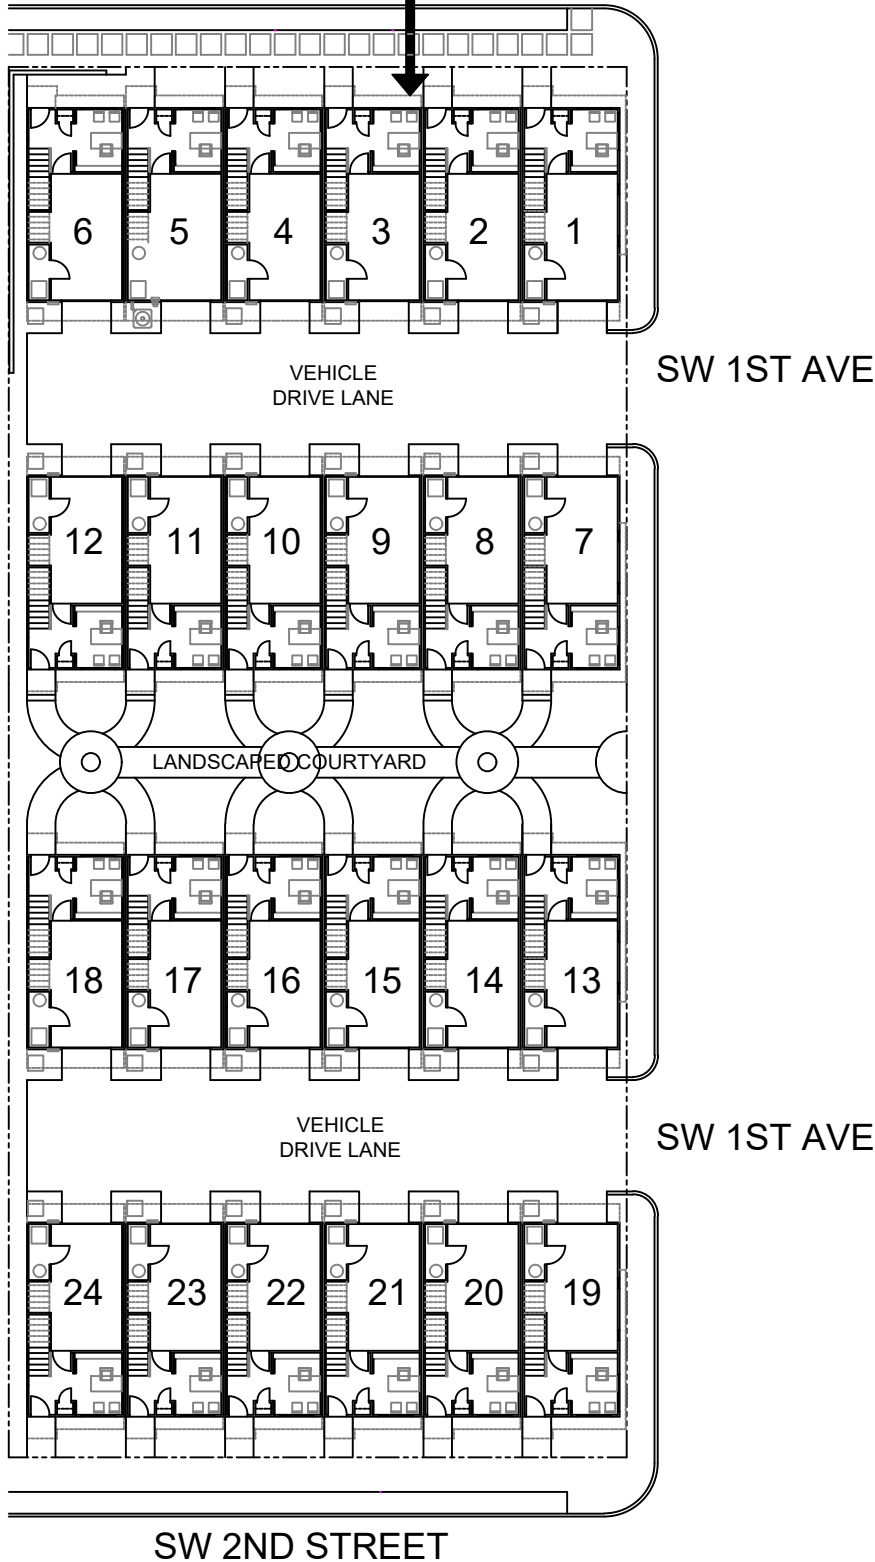 6 5 4 3 2 1
VEHICLE
DRIVE LANE
SW 1ST AVE
12 11 10 9 8 7
LANDSCAPED COURTYARD
18 17 16 15 14 13
VEHICLE
DRIVE LANE
SW 1ST AVE
24 23 22 21 20 19
SW 2ND STREET